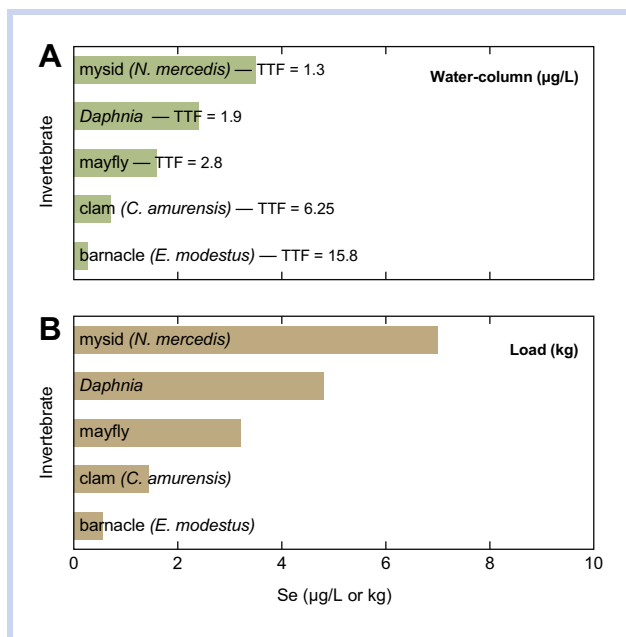 A
mysid (N. mercedis) — TTF = 1.3
Water-column (µg/L)
Daphnia — TTF = 1.9
mayfly — TTF = 2.8
clam (C. amurensis) — TTF = 6.25
barnacle (E. modestus) — TTF = 15.8
Invertebrate
B
mysid (N. mercedis)
Load (kg)
Daphnia
mayfly
clam (C. amurensis)
barnacle (E. modestus)
Invertebrate
0 2 4 6 8 10
Se (µg/L or kg)